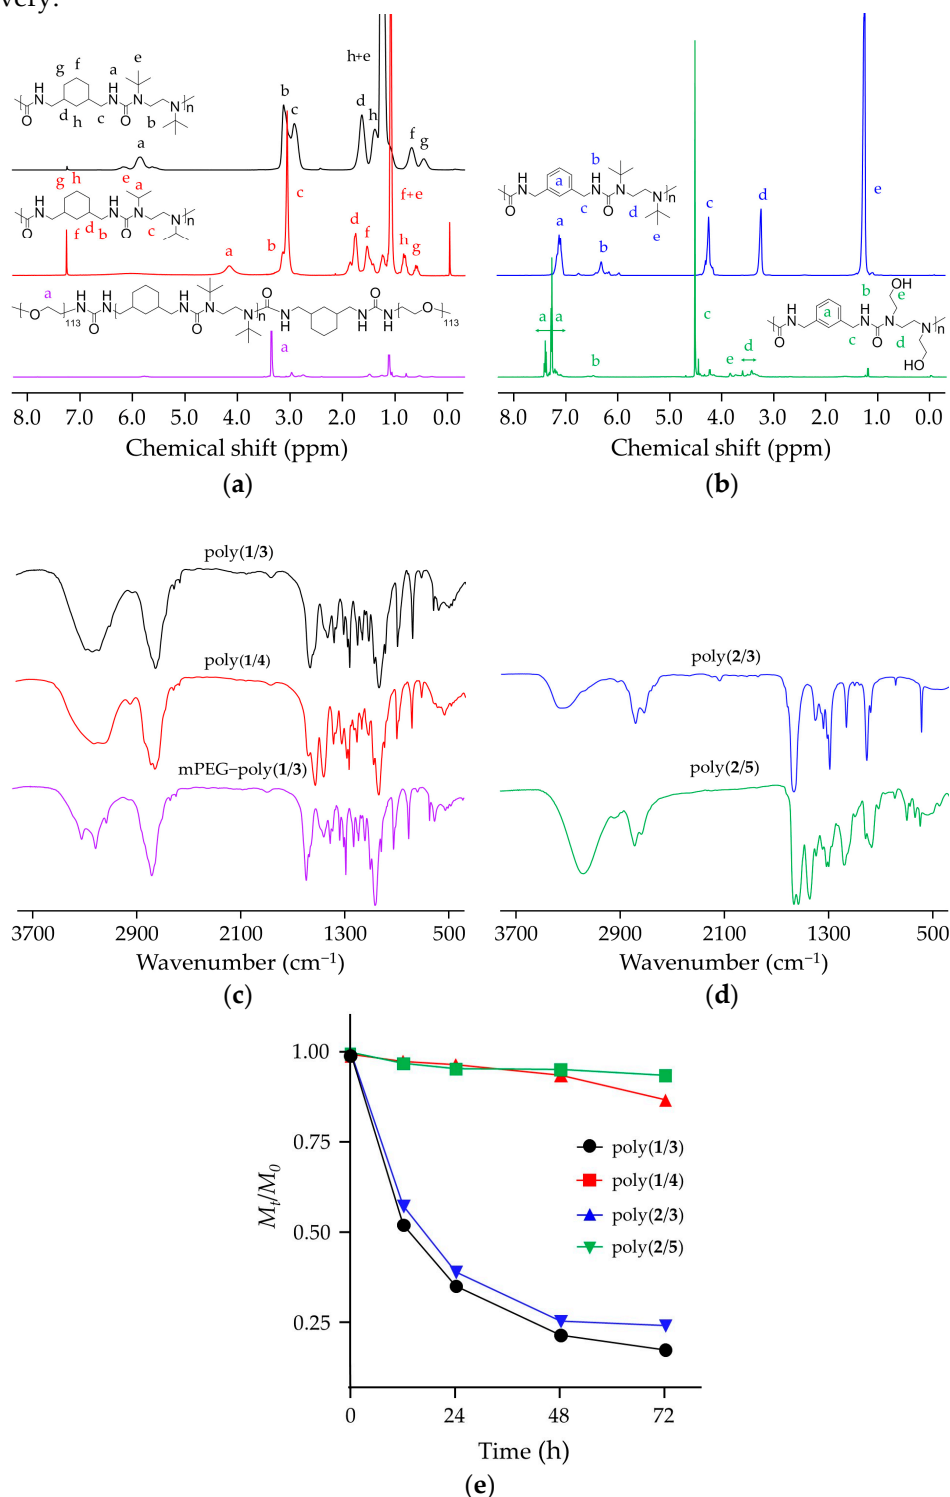 very.
g f a e
H N H N N N n
O O
d h c b
h+e
b
c
d
h
f
g
a
g h e a
H N H N N N n
O O
f d b c
a
b
c
d
f
f+e
h
g
a
O 113 N H O N H N H O N N n O N H N H O N H O 113
a
8.0 7.0 6.0 5.0 4.0 3.0 2.0 1.0 0.0
Chemical shift (ppm)
(a)
b
H N a H N N N n
O O
c d e
a
b
c
d
e
b OH e
H N a H N N N n
O O
c d HO
a a
b
c
e
d
8.0 7.0 6.0 5.0 4.0 3.0 2.0 1.0 0.0
Chemical shift (ppm)
(b)
poly(1/3)
poly(1/4)
mPEG−poly(1/3)
3700 2900 2100 1300 500
Wavenumber (cm−1)
(c)
poly(2/3)
poly(2/5)
3700 2900 2100 1300 500
Wavenumber (cm−1)
(d)
1.00
0.75
0.50
0.25
Mt/M0
poly(1/3)
poly(1/4)
poly(2/3)
poly(2/5)
0 24 48 72
Time (h)
(e)